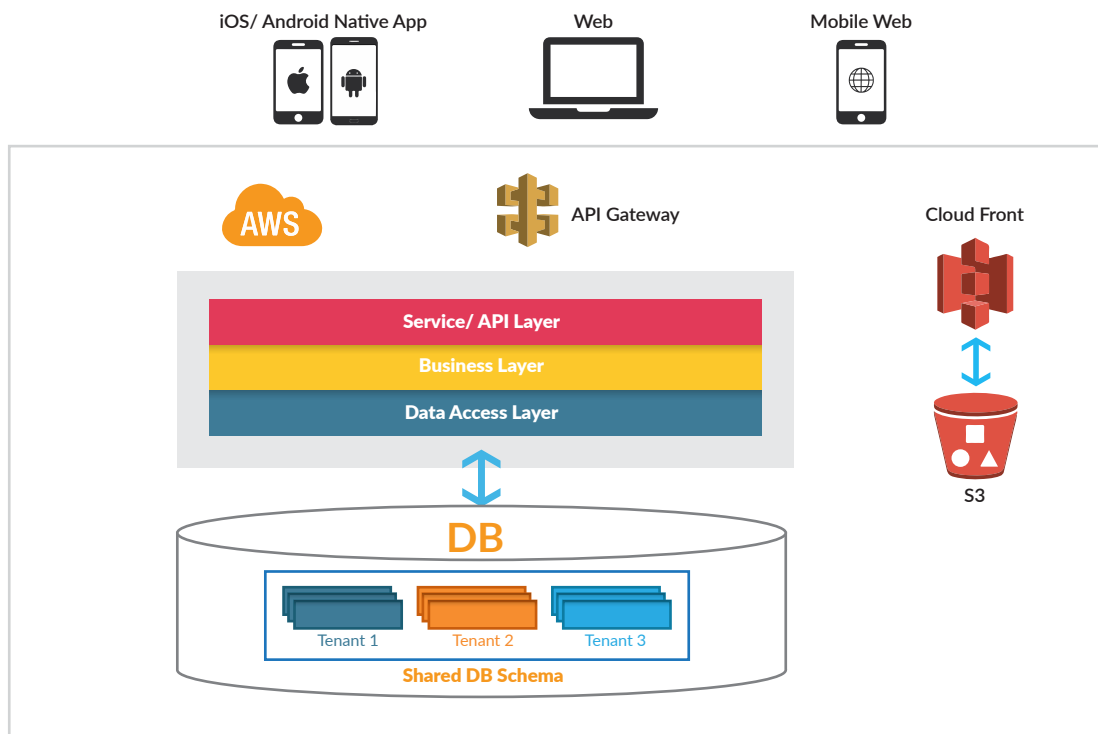 iOS/ Android Native App
Web
Mobile Web
AWS
API Gateway
Cloud Front
Service/ API Layer
Business Layer
Data Access Layer
S3
DB
Tenant 1
Tenant 2
Tenant 3
Shared DB Schema